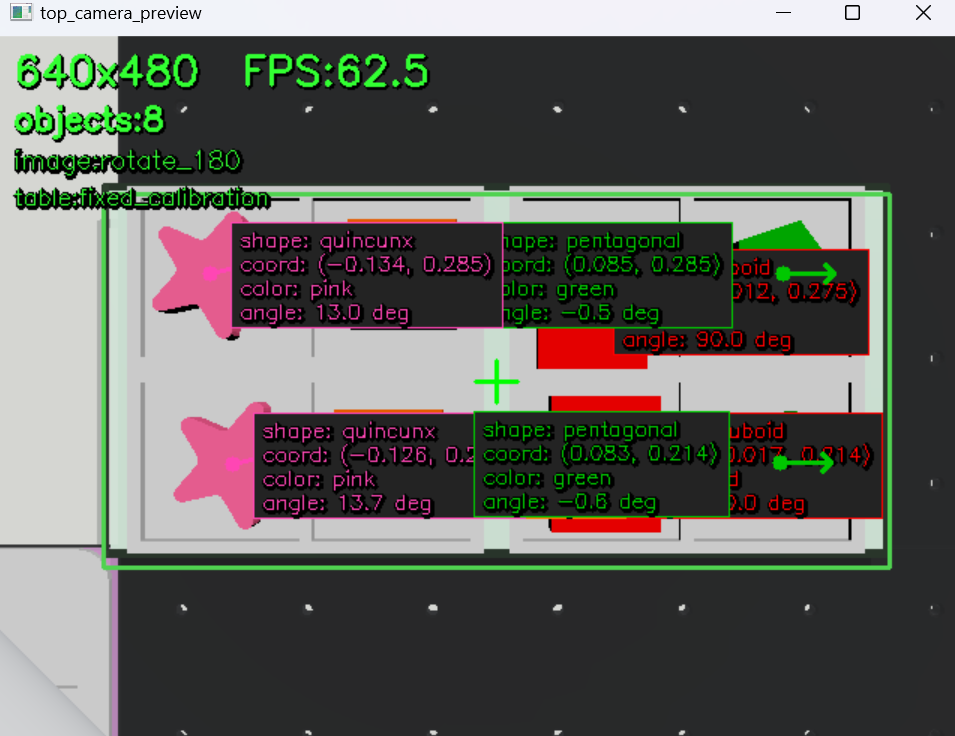 top_camera_preview
640x480 FPS:62.5
objects:8
image:rotate_180
table:fixed_calibration
shape: quincunx
coord: (-0.134, 0.285)
color: pink
angle: 13.0 deg
hape: pentagonal
oord: (0.085, 0.285)
olor: green
angle: -0.5 deg
boid
012, 0.275)
angle: 90.0 deg
shape: quincunx
coord: (-0.126, 0.2
color: pink
angle: 13.7 deg
shape: pentagonal
coord: (0.083, 0.214)
color: green
angle: -0.6 deg
uboid
0.017, 0.214)
d
0.0 deg